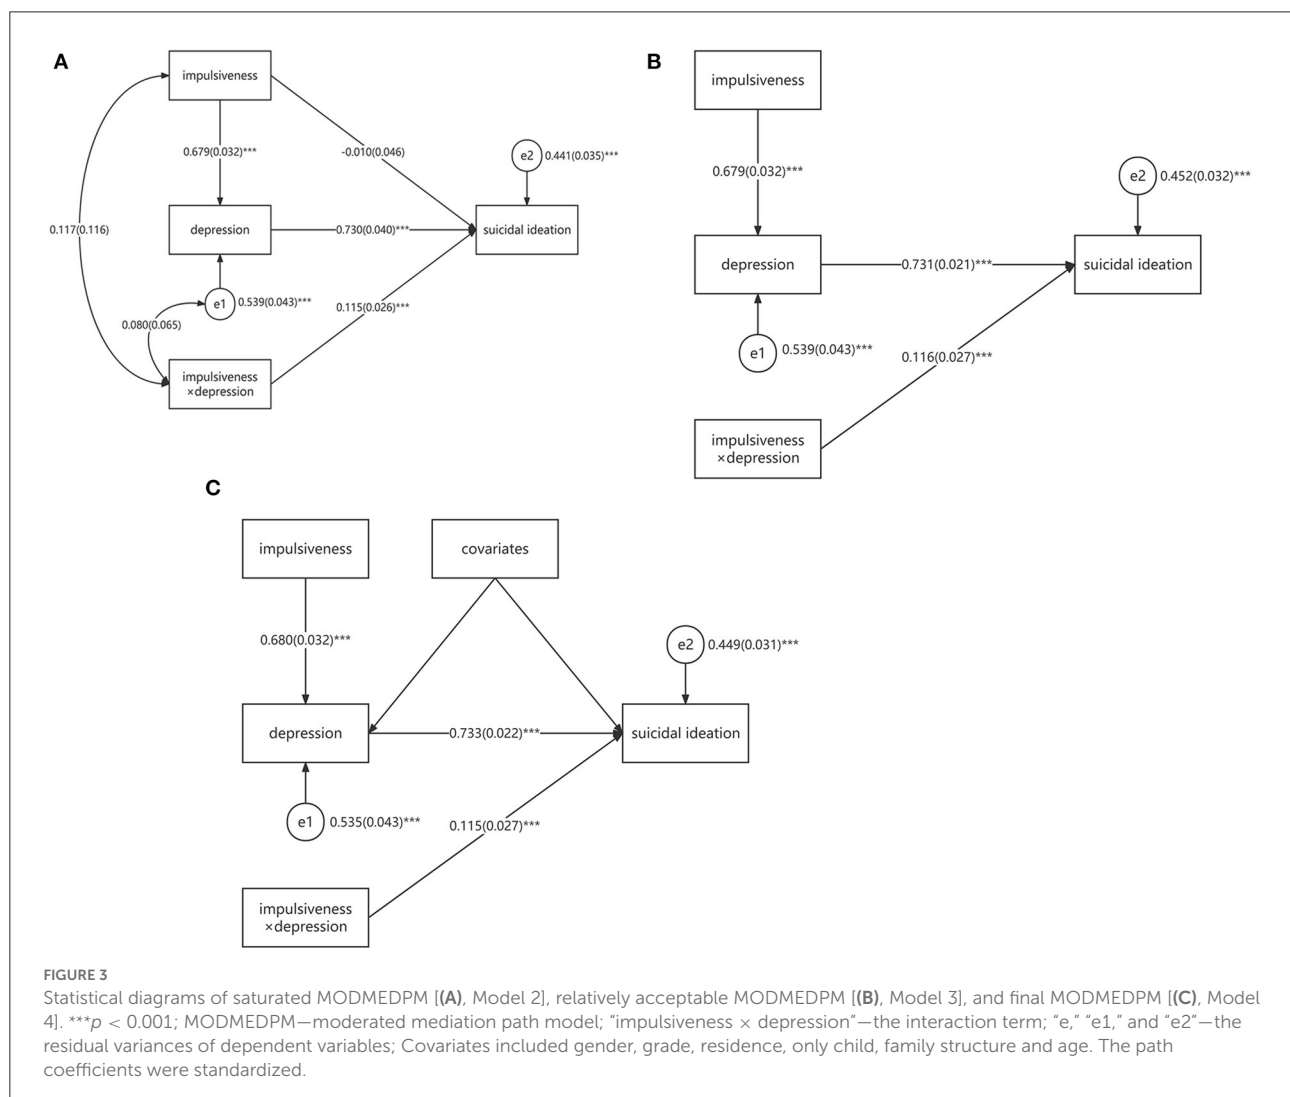 A
impulsiveness
0.679(0.032)***
-0.010(0.046)
e2 0.441(0.035)***
0.117(0.116)
depression
0.730(0.040)***
suicidal ideation
e1 0.539(0.043)***
0.080(0.065)
0.115(0.026)***
impulsiveness
×depression
B
impulsiveness
0.679(0.032)***
e2 0.452(0.032)***
depression
0.731(0.021)***
suicidal ideation
e1 0.539(0.043)***
0.116(0.027)***
impulsiveness
×depression
C
impulsiveness
covariates
0.680(0.032)***
e2 0.449(0.031)***
depression
0.733(0.022)***
suicidal ideation
e1 0.535(0.043)***
0.115(0.027)***
impulsiveness
×depression
FIGURE 3
Statistical diagrams of saturated MODMEDPM [(A), Model 2], relatively acceptable MODMEDPM [(B), Model 3], and final MODMEDPM [(C), Model
4]. ***p < 0.001; MODMEDPM—moderated mediation path model; "impulsiveness × depression"—the interaction term; "e," "e1," and "e2"—the
residual variances of dependent variables; Covariates included gender, grade, residence, only child, family structure and age. The path
coefficients were standardized.